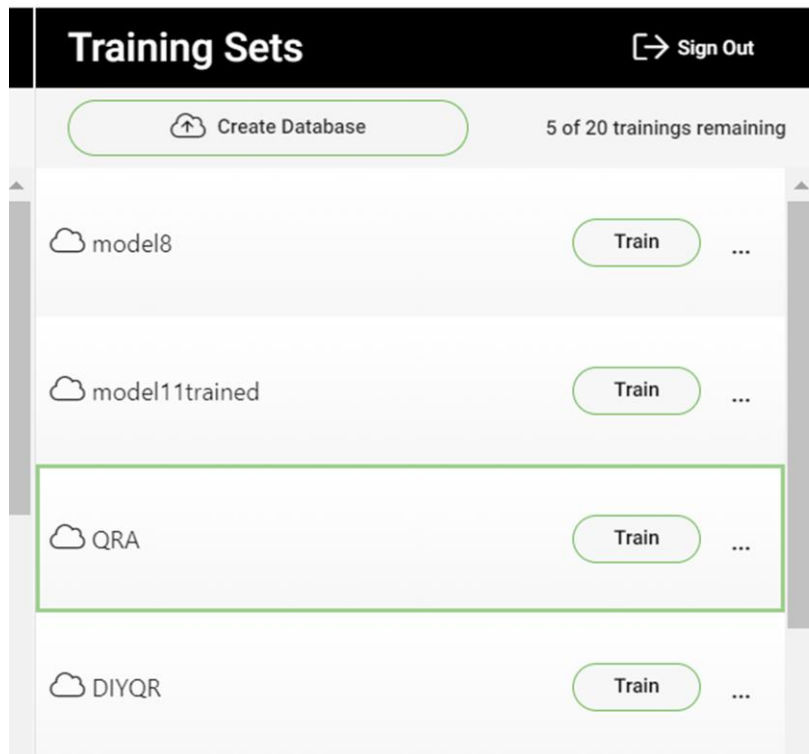 Training Sets
Sign Out
Create Database
5 of 20 trainings remaining
model8
Train
...
model11trained
Train
...
QRA
Train
...
DIYQR
Train
...